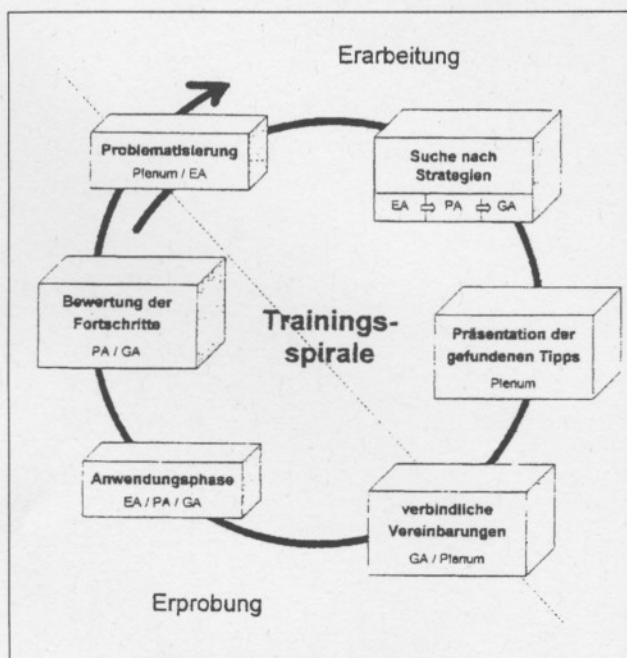 Erarbeitung
Problematisierung
Plenum / EA
Suche nach
Strategien
EA ⇨ PA ⇨ GA
Präsentation der
gefundenen Tipps
Plenum
verbindliche
Vereinbarungen
GA / Plenum
Anwendungsphase
EA / PA / GA
Bewertung der
Fortschritte
PA / GA
Trainings-
spirale
Erprobung